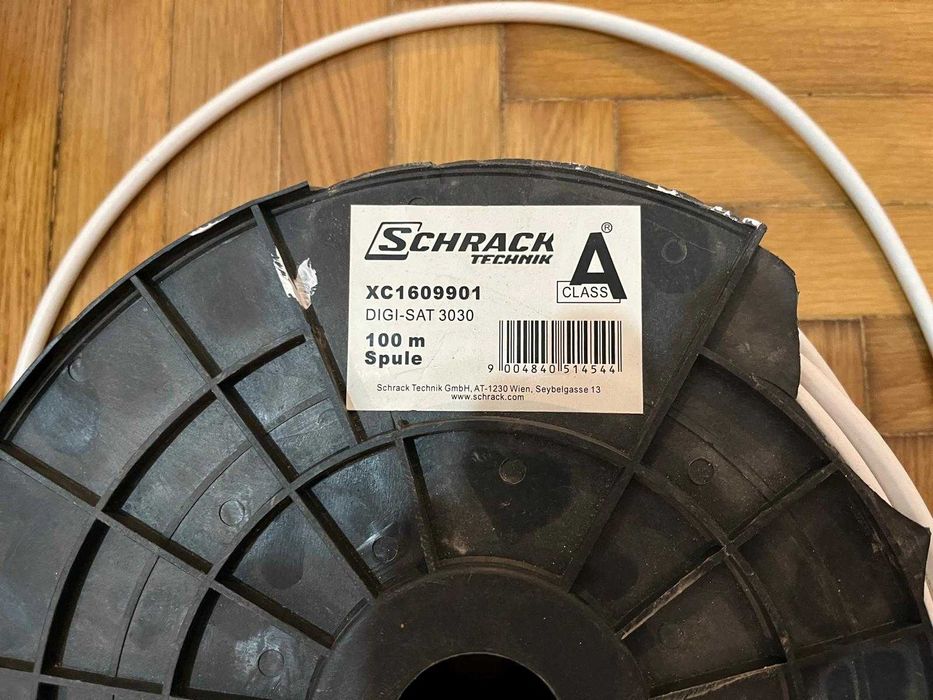 SCHRACK
TECHNIK
A®
CLASS
XC1609901
DIGI-SAT 3030
100 m
Spule
9 004840 514544
Schrack Technik GmbH, AT-1230 Wien, Seybelgasse 13
www.schrack.com